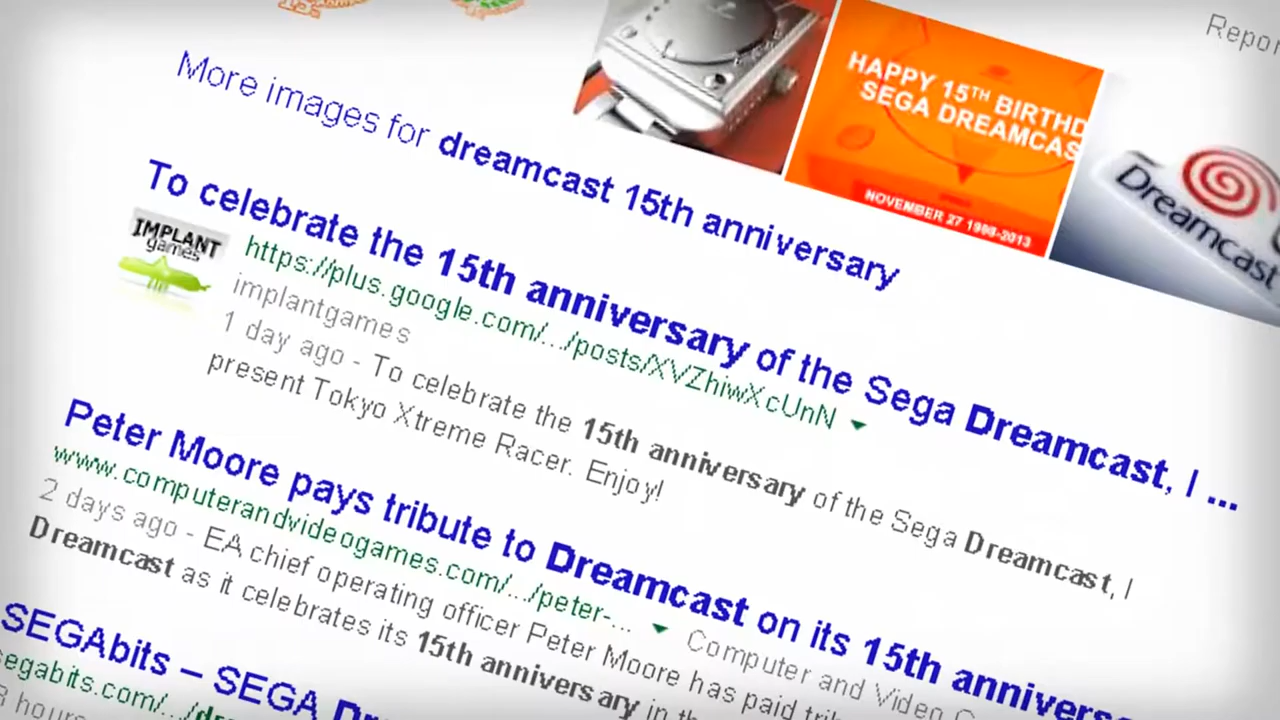 Repor
HAPPY 15TH BIRTHD
SEGA DREAMCAS
NOVEMBER 27 1998-2013
Dreamcast
More images for dreamcast 15th anniversary
To celebrate the 15th anniversary of the Sega Dreamcast, I ...
IMPLANT
games
https://plus.google.com/.../posts/XVZhiwXcUnN
implantgames
1 day ago - To celebrate the 15th anniversary of the Sega Dreamcast, I
present Tokyo Xtreme Racer. Enjoy!
Peter Moore pays tribute to Dreamcast on its 15th annivers
www.computerandvideogames.com/.../peter-...
Computer and Video
2 days ago - EA chief operating officer Peter Moore has paid trib
Dreamcast as it celebrates its 15th anniversary in th
SEGAbits – SEGA Dr
segabits.com/.../dr
hours